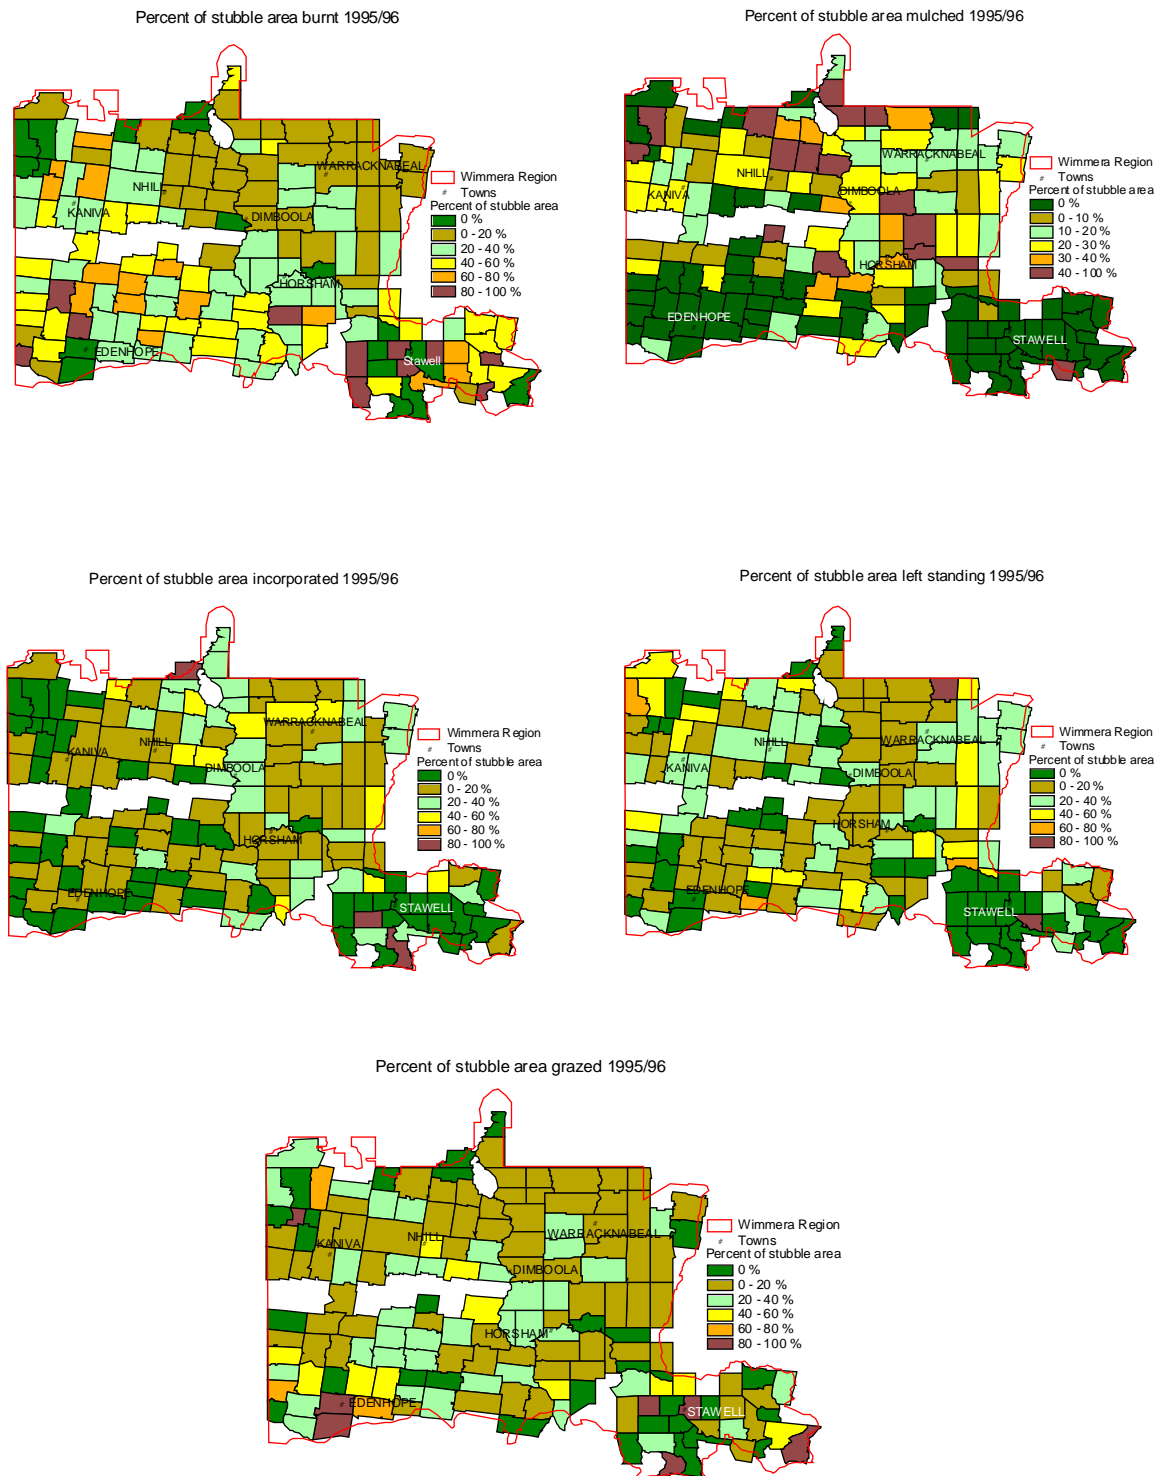 Percent of stubble area burnt 1995/96
WARRACKNABEAL
NHILL
KANIVA
DIMBOOLA
HORSHAM
EDENHOPE
Stawell
Wimmera Region
# Towns
Percent of stubble area
0 %
0 - 20 %
20 - 40 %
40 - 60 %
60 - 80 %
80 - 100 %
Percent of stubble area mulched 1995/96
WARRACKNABEAL
NHILL
KANIVA
DIMBOOLA
HORSHAM
EDENHOPE
STAWELL
Wimmera Region
# Towns
Percent of stubble area
0 %
0 - 10 %
10 - 20 %
20 - 30 %
30 - 40 %
40 - 100 %
Percent of stubble area incorporated 1995/96
WARRACKNABEAL
NHILL
KANIVA
DIMBOOLA
HORSHAM
EDENHOPE
STAWELL
Wimmera Region
# Towns
Percent of stubble area
0 %
0 - 20 %
20 - 40 %
40 - 60 %
60 - 80 %
80 - 100 %
Percent of stubble area left standing 1995/96
WARRACKNABEAL
NHILL
KANIVA
DIMBOOLA
HORSHAM
EDENHOPE
STAWELL
Wimmera Region
# Towns
Percent of stubble area
0 %
0 - 20 %
20 - 40 %
40 - 60 %
60 - 80 %
80 - 100 %
Percent of stubble area grazed 1995/96
WARRACKNABEAL
NHILL
KANIVA
DIMBOOLA
HORSHAM
EDENHOPE
STAWELL
Wimmera Region
# Towns
Percent of stubble area
0 %
0 - 20 %
20 - 40 %
40 - 60 %
60 - 80 %
80 - 100 %